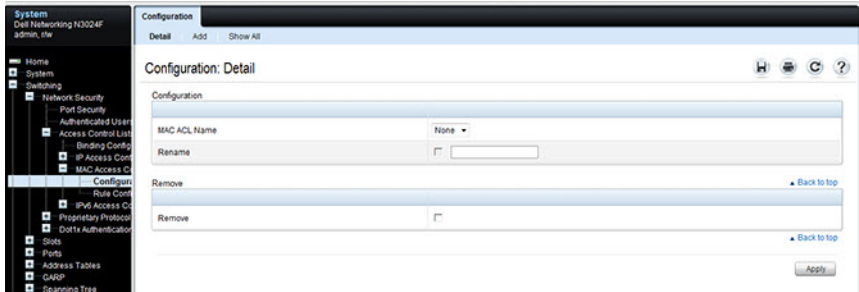 System
Dell Networking N3024F
admin, r/w
Home
System
Switching
Network Security
Port Security
Authenticated Users
Access Control Lists
Binding Config
IP Access Cont
MAC Access Co
Configura
Rule Conf
IPv6 Access Co
Proprietary Protocol
Dot1x Authentication
Slots
Ports
Address Tables
GARP
Spanning Tree
Configuration
Detail Add Show All
Configuration: Detail
Configuration
MAC ACL Name None
Rename
Remove Back to top
Remove
Back to top
Apply